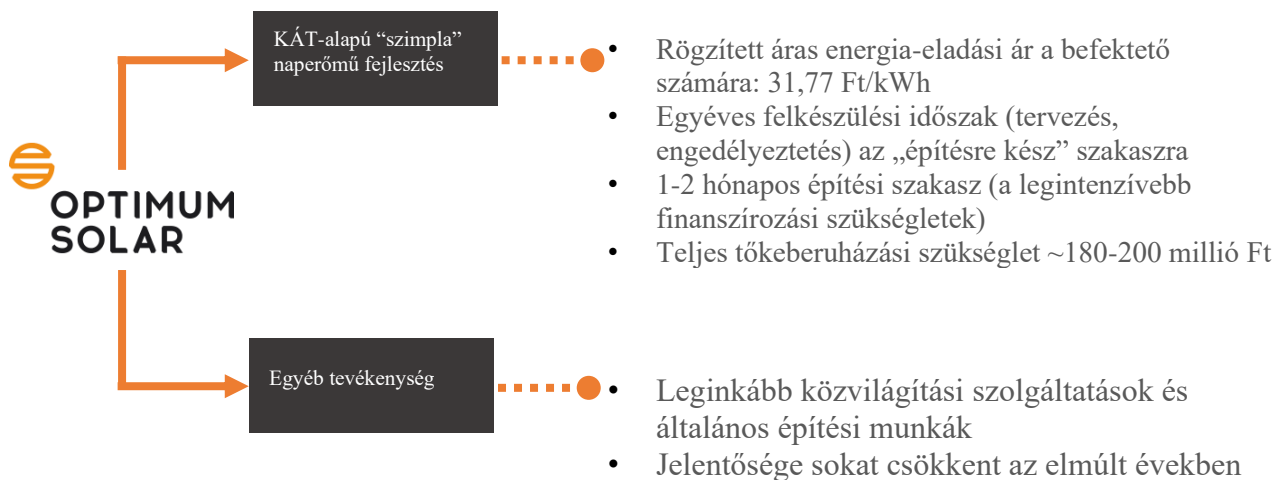 OPTIMUM
SOLAR
KÁT-alapú “szimpla”
naperőmű fejlesztés
• Rögzített áras energia-eladási ár a befektető
számára: 31,77 Ft/kWh
• Egyéves felkészülési időszak (tervezés,
engedélyeztetés) az „építésre kész” szakaszra
• 1-2 hónapos építési szakasz (a legintenzívebb
finanszírozási szükségletek)
• Teljes tőkeberuházási szükséglet ~180-200 millió Ft
Egyéb tevékenység
• Leginkább közvilágítási szolgáltatások és
általános építési munkák
• Jelentősége sokat csökkent az elmúlt években